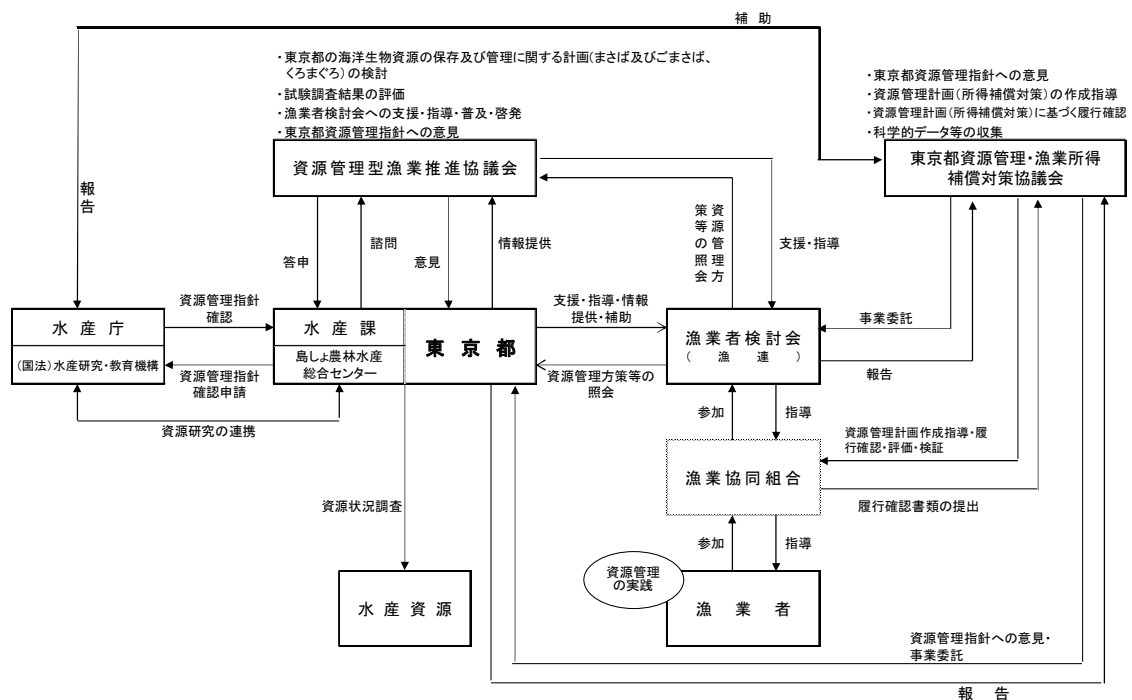 補 助
・東京都の海洋生物資源の保存及び管理に関する計画(まさば及びごまさば、
くろまぐろ)の検討
・試験調査結果の評価
・漁業者検討会への支援・指導・普及・啓発
・東京都資源管理指針への意見
・東京都資源管理指針への意見
・資源管理計画(所得補償対策)の作成指導
・資源管理計画(所得補償対策)に基づく履行確認
・科学的データ等の収集
資源管理型漁業推進協議会
東京都資源管理・漁業所得
補償対策協議会
報告
答申
諮問
意見
情報提供
資源管理方
策等の照会
支援・指導
資源管理指針
確認
支援・指導・情報
提供・補助
事業委託
水 産 庁
(国法)水産研究・教育機構
水 産 課
島しょ農林水産
総合センター
東 京 都
漁業者検討会
( 漁 連 )
資源管理指針
確認申請
資源管理方策等の
照会
報告
資源研究の連携
参加
指導
資源管理計画作成指導・履
行確認・評価・検証
漁業協同組合
資源状況調査
履行確認書類の提出
参加
指導
資源管理
の実践
水 産 資 源
漁 業 者
資源管理指針への意見・
事業委託
報 告